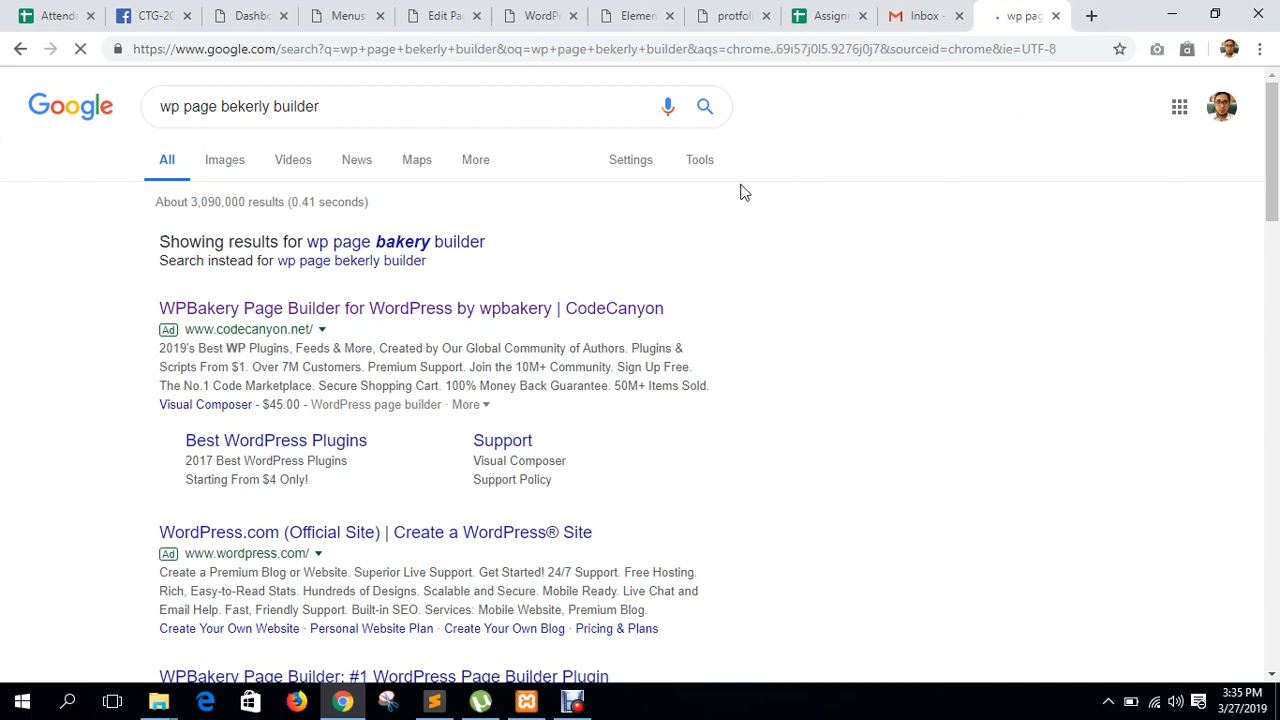 Attenda
CTG-20
Dashbo
Menus
Edit Pa
WordPr
Elemen
protfoli
Assignr
Inbox -
wp pag
https://www.google.com/search?q=wp+page+bekerly+builder&oq=wp+page+bekerly+builder&aqs=chrome..69i57j0l5.9276j0j7&sourceid=chrome&ie=UTF-8
Google
wp page bekerly builder
All Images Videos News Maps More Settings Tools
About 3,090,000 results (0.41 seconds)
Showing results for wp page bakery builder
Search instead for wp page bekerly builder
WPBakery Page Builder for WordPress by wpbakery | CodeCanyon
Ad www.codecanyon.net/
2019's Best WP Plugins, Feeds & More, Created by Our Global Community of Authors. Plugins &
Scripts From $1. Over 7M Customers. Premium Support. Join the 10M+ Community. Sign Up Free.
The No.1 Code Marketplace. Secure Shopping Cart. 100% Money Back Guarantee. 50M+ Items Sold.
Visual Composer - $45.00 - WordPress page builder · More
Best WordPress Plugins
2017 Best WordPress Plugins
Starting From $4 Only!
Support
Visual Composer
Support Policy
WordPress.com (Official Site) | Create a WordPress® Site
Ad www.wordpress.com/
Create a Premium Blog or Website. Superior Live Support. Get Started! 24/7 Support. Free Hosting.
Rich, Easy-to-Read Stats. Hundreds of Designs. Scalable and Secure. Mobile Ready. Live Chat and
Email Help. Fast, Friendly Support. Built-in SEO. Services: Mobile Website, Premium Blog.
Create Your Own Website · Personal Website Plan · Create Your Own Blog · Pricing & Plans
WPBakery Page Builder: #1 WordPress Page Builder Plugin
3:35 PM
3/27/2019